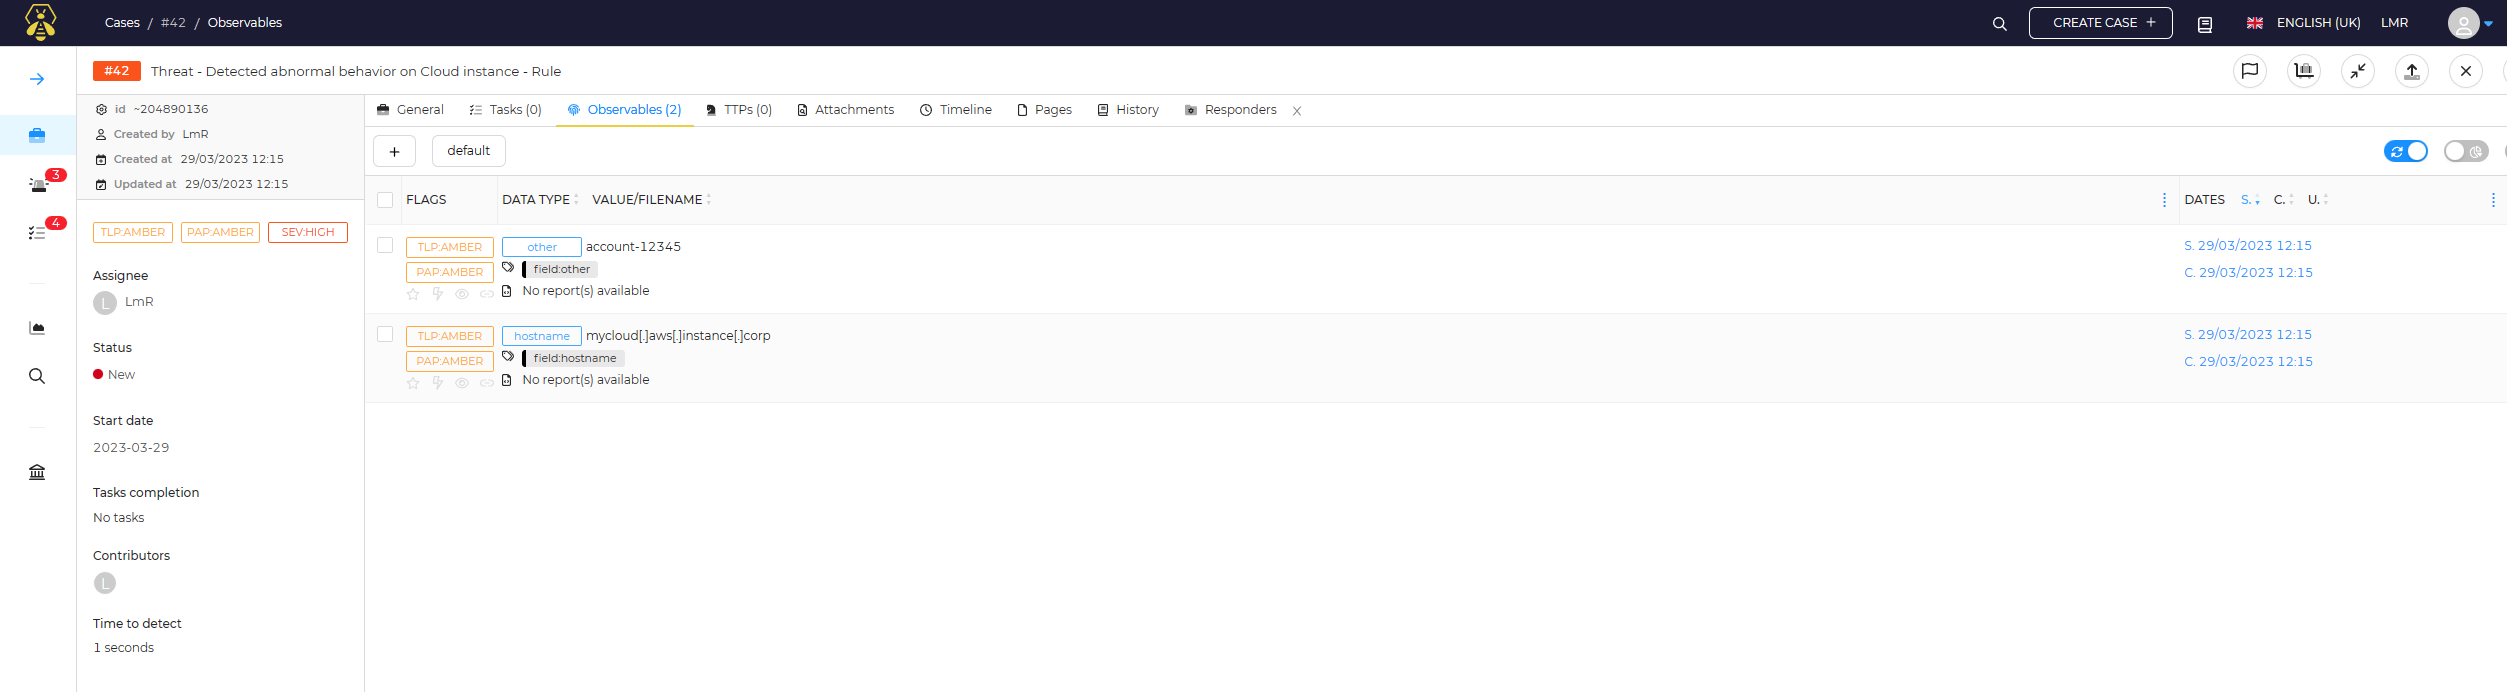 Cases / #42 / Observables
CREATE CASE +
ENGLISH (UK)
LMR
#42 Threat - Detected abnormal behavior on Cloud instance - Rule
3
4
id ~204890136
Created by LmR
Created at 29/03/2023 12:15
Updated at 29/03/2023 12:15
TLP:AMBER PAP:AMBER SEV:HIGH
Assignee
L LmR
Status
New
Start date
2023-03-29
Tasks completion
No tasks
Contributors
L
Time to detect
1 seconds
General Tasks (0) Observables (2) TTPs (0) Attachments Timeline Pages History Responders
+ default
FLAGS DATA TYPE VALUE/FILENAME DATES S. C. U.
TLP:AMBER other account-12345 S. 29/03/2023 12:15
PAP:AMBER field:other C. 29/03/2023 12:15
No report(s) available
TLP:AMBER hostname mycloud[.]aws[.]instance[.]corp S. 29/03/2023 12:15
PAP:AMBER field:hostname C. 29/03/2023 12:15
No report(s) available